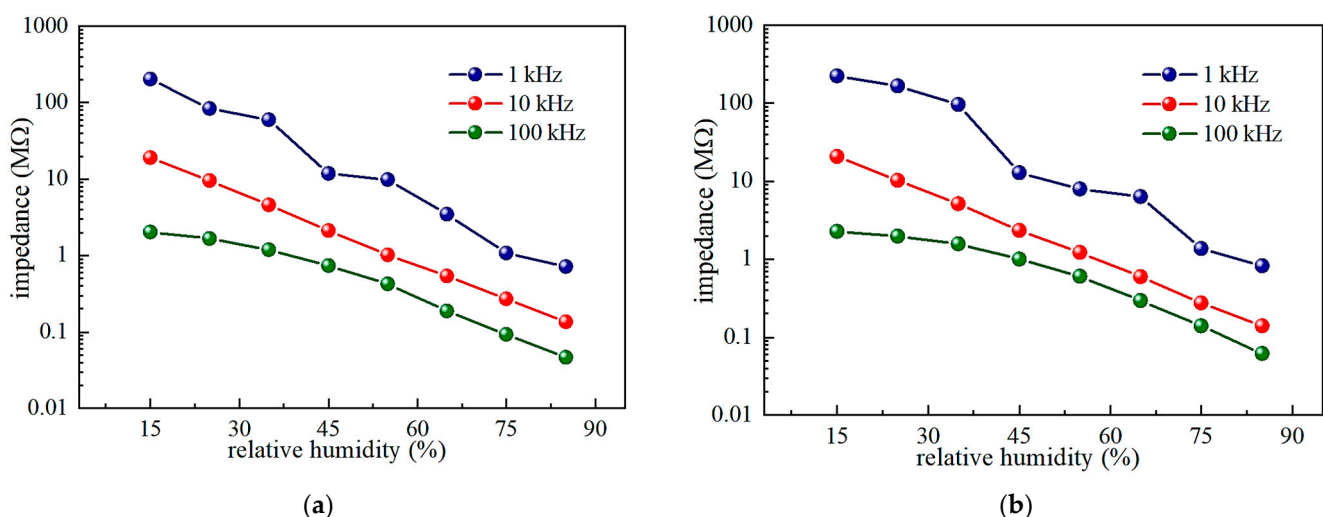 1000
100
10
1
0.1
0.01
impedance (MΩ)
1 kHz
10 kHz
100 kHz
15 30 45 60 75 90
relative humidity (%)
(a)
1000
100
10
1
0.1
0.01
impedance (MΩ)
1 kHz
10 kHz
100 kHz
15 30 45 60 75 90
relative humidity (%)
(b)